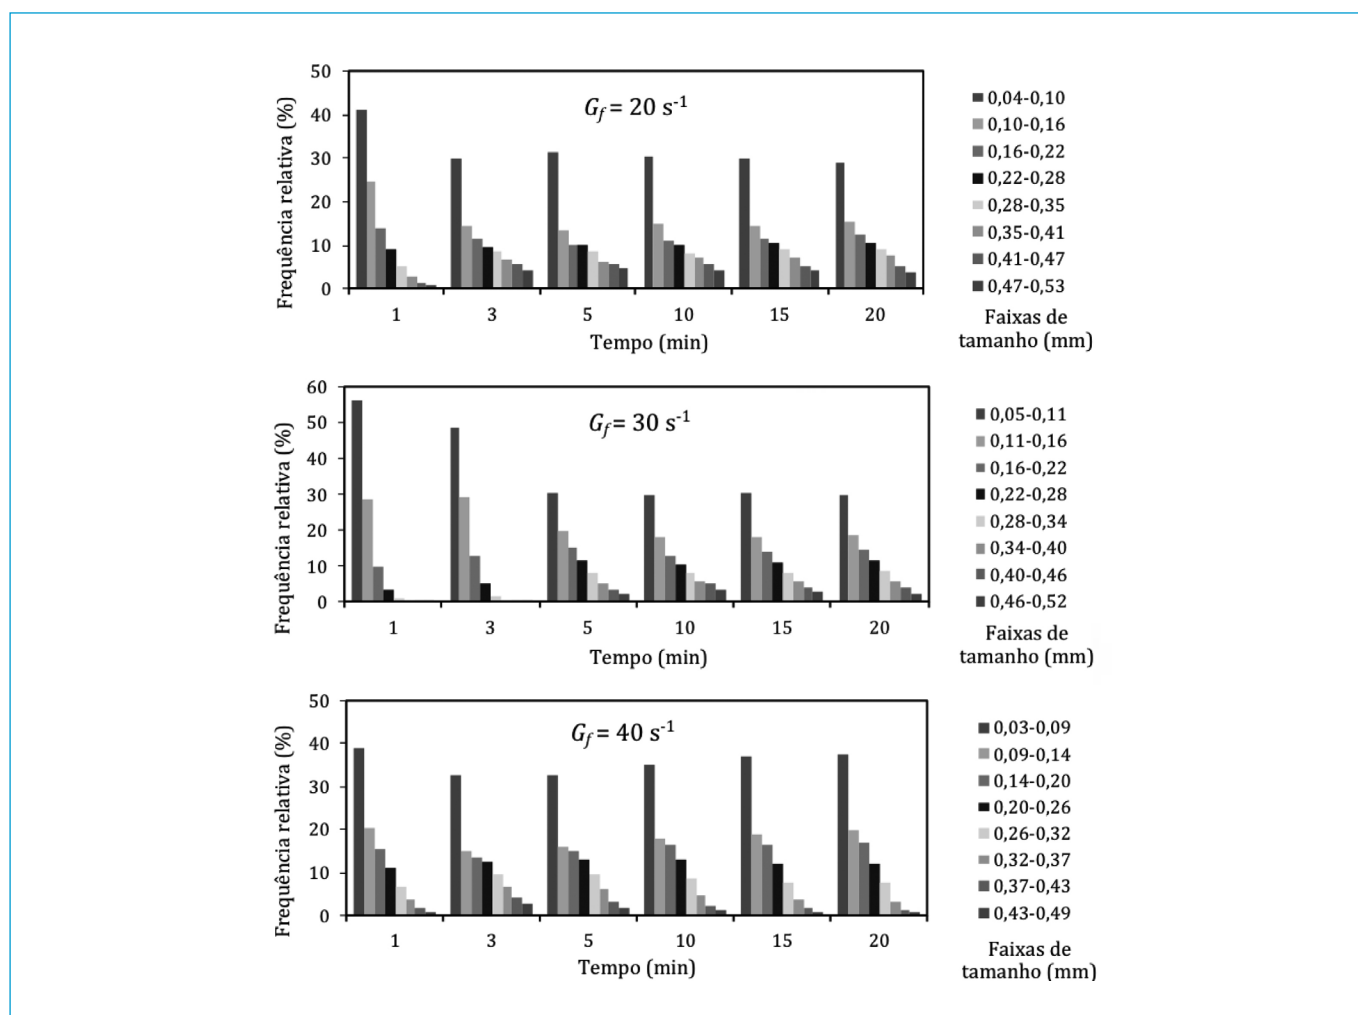 G_f = 20 s⁻¹
Frequência relativa (%)
50
40
30
20
10
0
1 3 5 10 15 20
Tempo (min)
0,04-0,10
0,10-0,16
0,16-0,22
0,22-0,28
0,28-0,35
0,35-0,41
0,41-0,47
0,47-0,53
Faixas de
tamanho (mm)
G_f = 30 s⁻¹
Frequência relativa (%)
60
50
40
30
20
10
0
1 3 5 10 15 20
Tempo (min)
0,05-0,11
0,11-0,16
0,16-0,22
0,22-0,28
0,28-0,34
0,34-0,40
0,40-0,46
0,46-0,52
Faixas de
tamanho (mm)
G_f = 40 s⁻¹
Frequência relativa (%)
50
40
30
20
10
0
1 3 5 10 15 20
Tempo (min)
0,03-0,09
0,09-0,14
0,14-0,20
0,20-0,26
0,26-0,32
0,32-0,37
0,37-0,43
0,43-0,49
Faixas de
tamanho (mm)